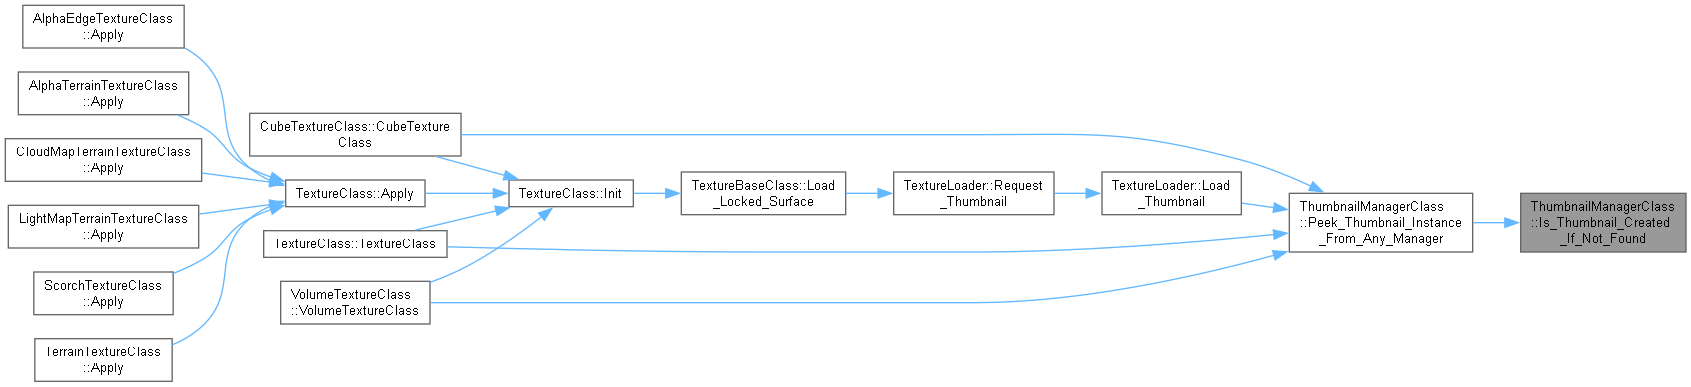 AlphaEdgeTextureClass
::Apply
AlphaTerrainTextureClass
::Apply
CloudMapTerrainTextureClass
::Apply
LightMapTerrainTextureClass
::Apply
ScorchTextureClass
::Apply
TerrainTextureClass
::Apply
CubeTextureClass::CubeTexture
Class
TextureClass::Apply
TextureClass::TextureClass
VolumeTextureClass
::VolumeTextureClass
TextureClass::Init
TextureBaseClass::Load
_Locked_Surface
TextureLoader::Request
_Thumbnail
TextureLoader::Load
_Thumbnail
ThumbnailManagerClass
::Peek_Thumbnail_Instance
_From_Any_Manager
ThumbnailManagerClass
::Is_Thumbnail_Created
_If_Not_Found